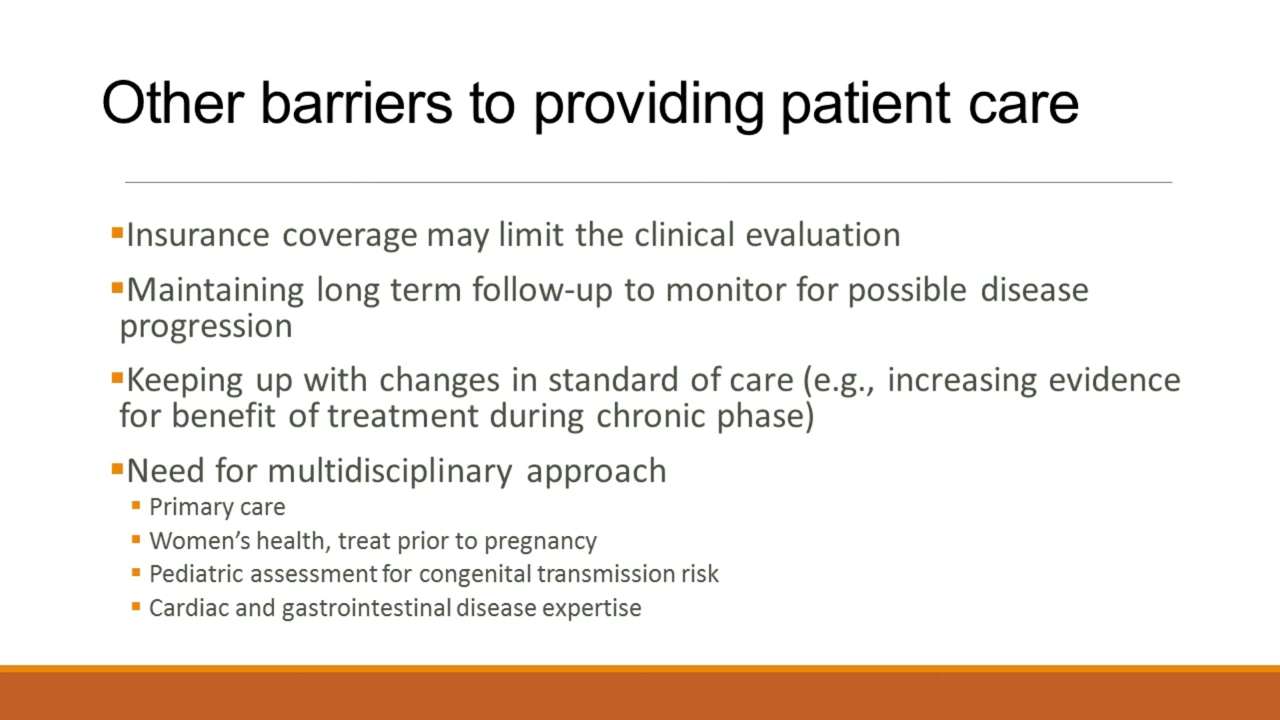 Other barriers to providing patient care
▪Insurance coverage may limit the clinical evaluation
▪Maintaining long term follow-up to monitor for possible disease
progression
▪Keeping up with changes in standard of care (e.g., increasing evidence
for benefit of treatment during chronic phase)
▪Need for multidisciplinary approach
▪ Primary care
▪ Women’s health, treat prior to pregnancy
▪ Pediatric assessment for congenital transmission risk
▪ Cardiac and gastrointestinal disease expertise